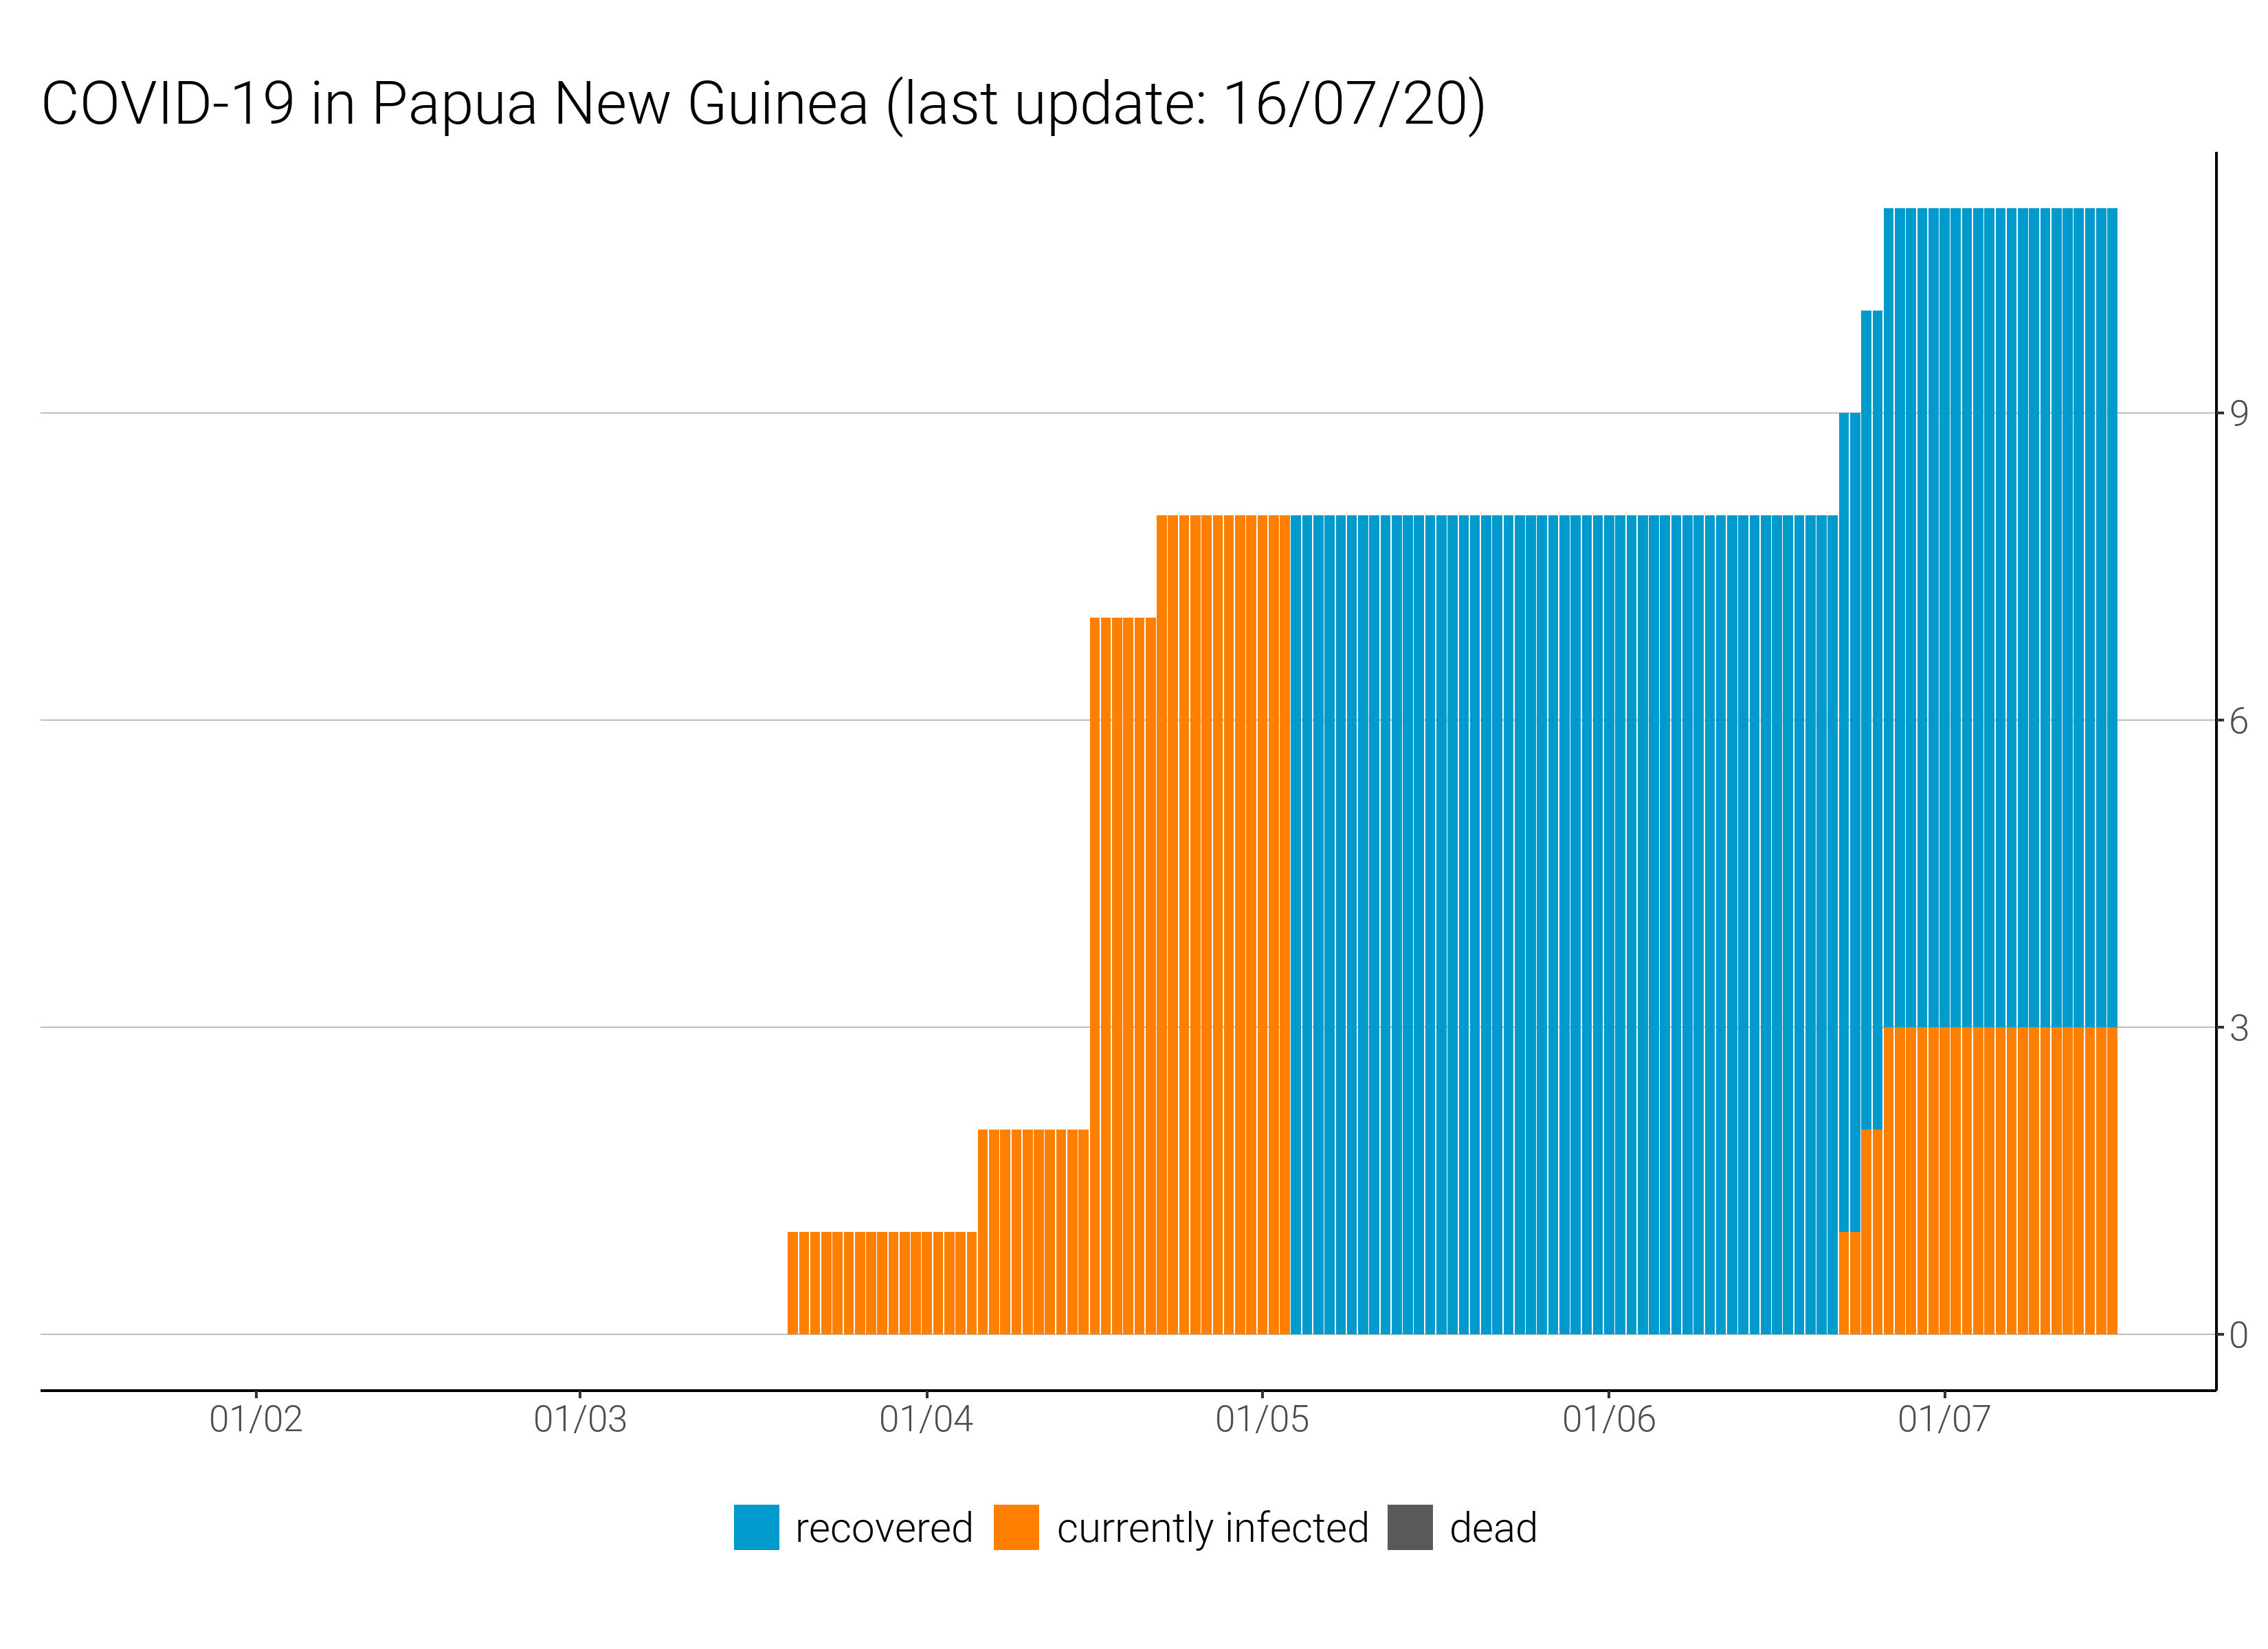 COVID-19 in Papua New Guinea (last update: 16/07/20)
9
6
3
0
01/02 01/03 01/04 01/05 01/06 01/07
recovered currently infected dead